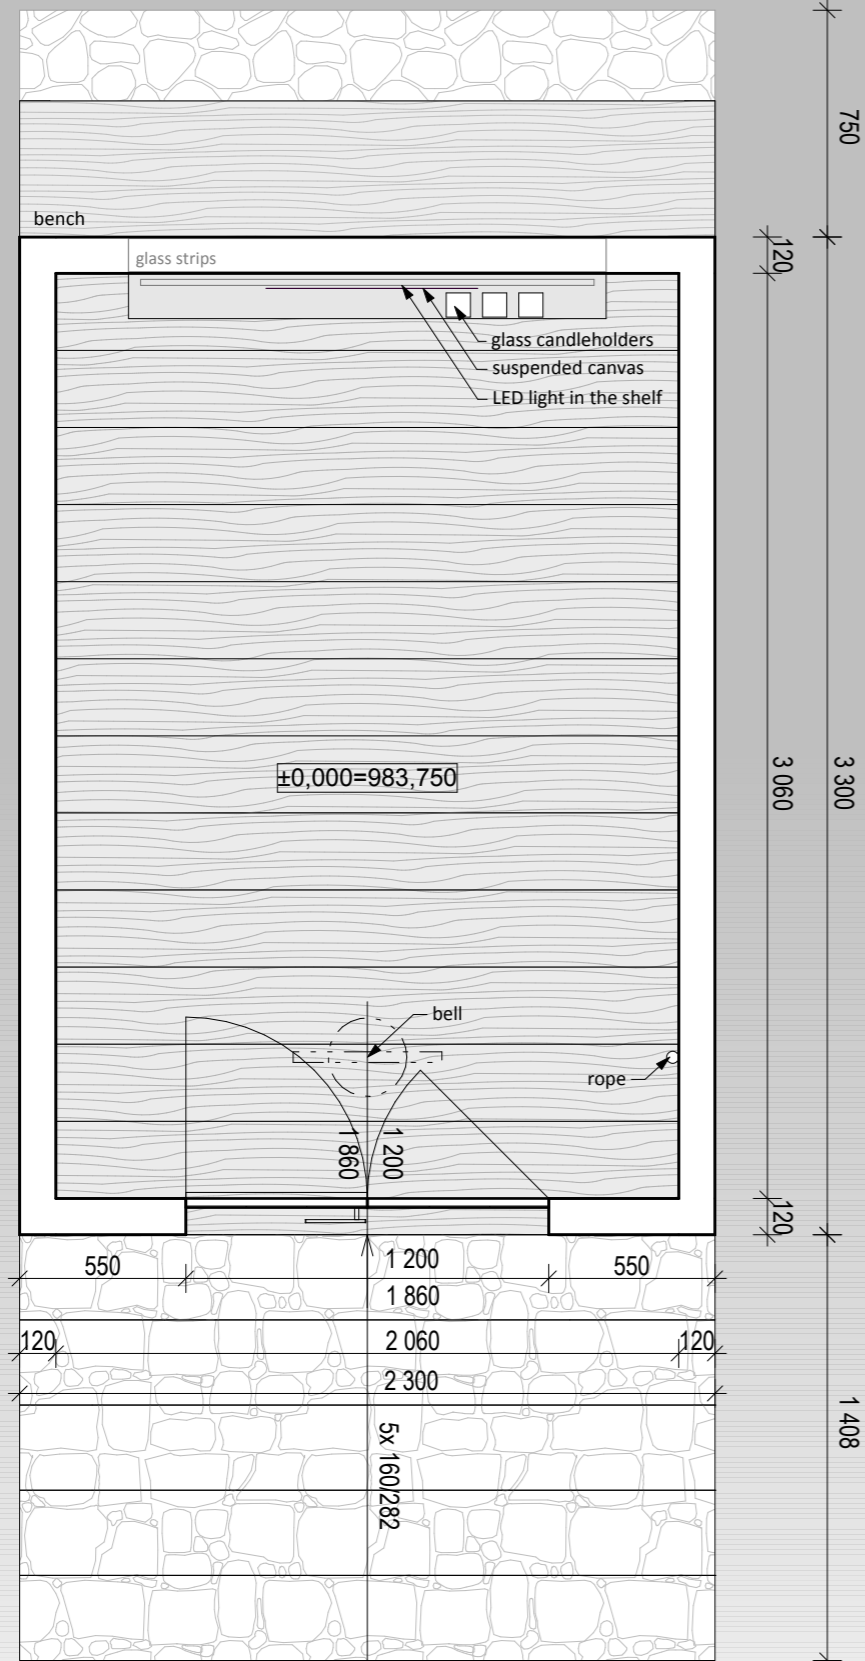 750
bench
glass strips
120
glass candleholders
suspended canvas
LED light in the shelf
±0,000=983,750
3 060
3 300
bell
rope
1 860
1 200
120
550
1 200
550
1 860
120
2 060
120
2 300
5x 160/282
1 408